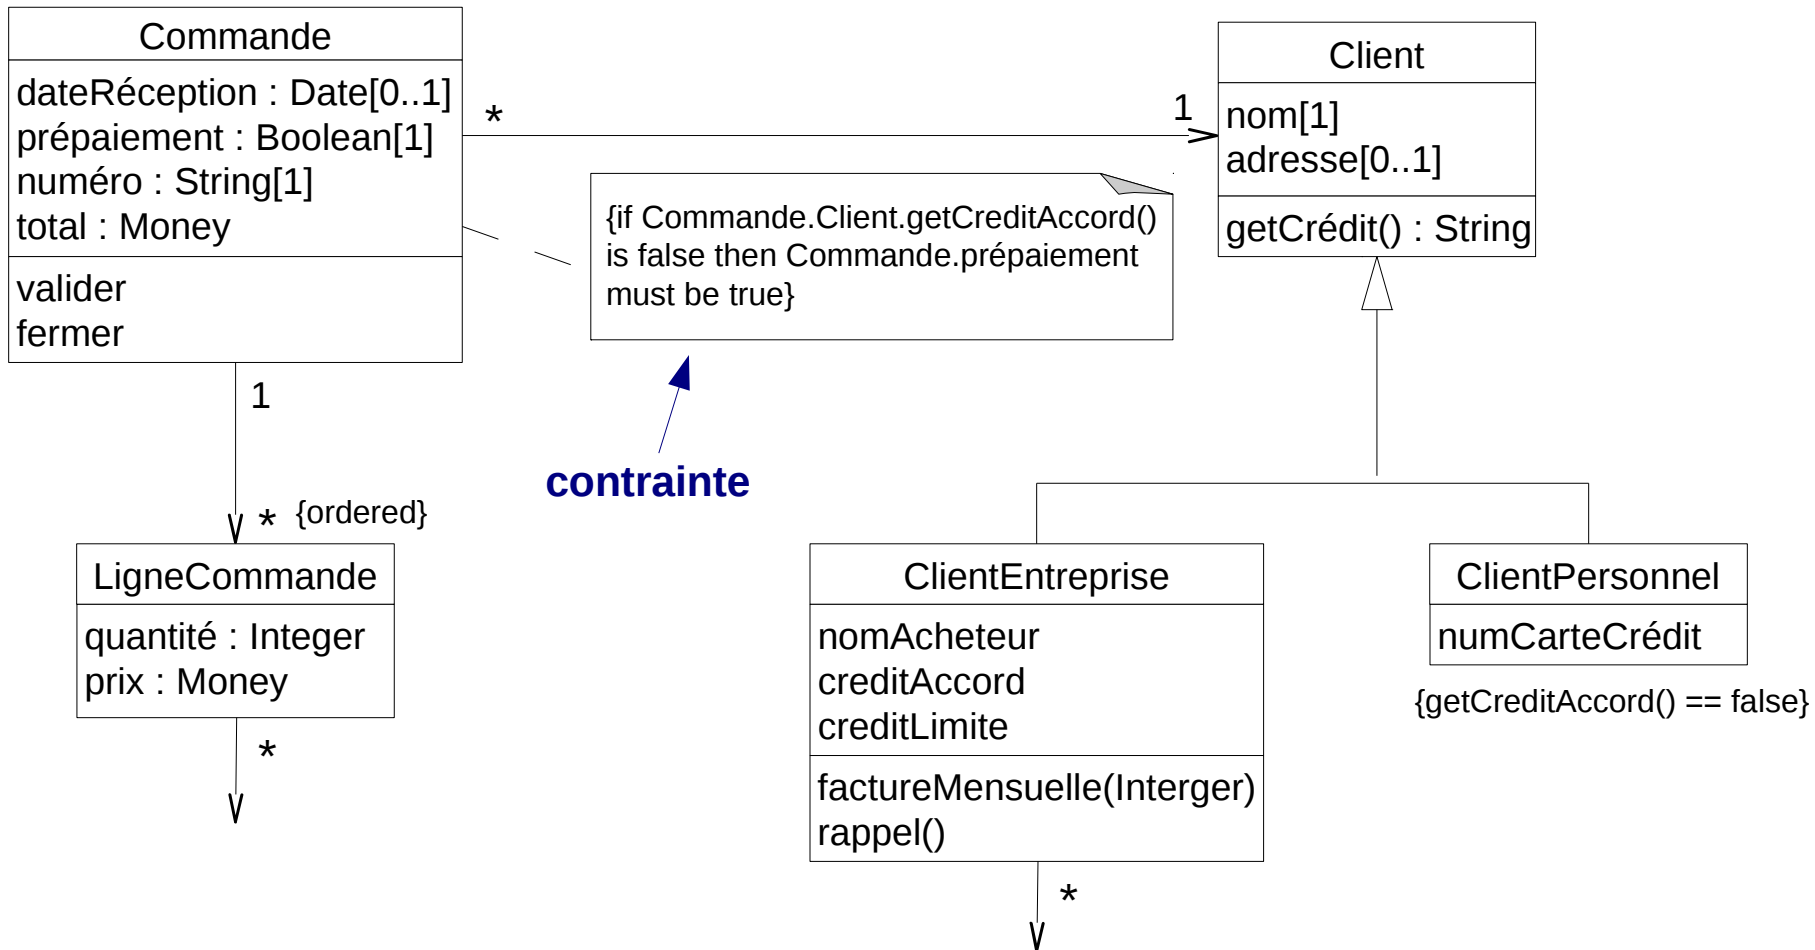 Commande
dateRéception : Date[0..1]
prépaiement : Boolean[1]
numéro : String[1]
total : Money
valider
fermer
*
1
Client
nom[1]
adresse[0..1]
getCrédit() : String
{if Commande.Client.getCreditAccord()
is false then Commande.prépaiement
must be true}
contrainte
1
* {ordered}
LigneCommande
quantité : Integer
prix : Money
*
ClientEntreprise
nomAcheteur
creditAccord
creditLimite
factureMensuelle(Interger)
rappel()
*
ClientPersonnel
numCarteCrédit
{getCreditAccord() == false}